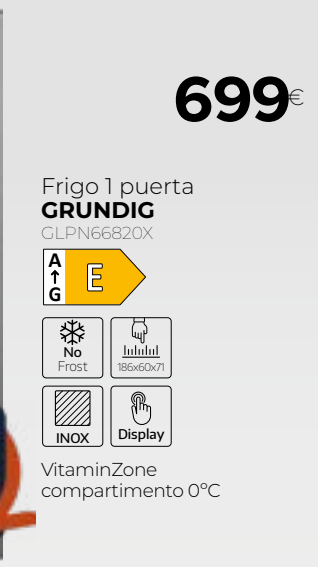 699€
Frigo 1 puerta
GRUNDIG
GLPN66820X
A
↑
G
E
No
Frost
186x60x71
INOX
Display
VitaminZone
compartimento 0ºC